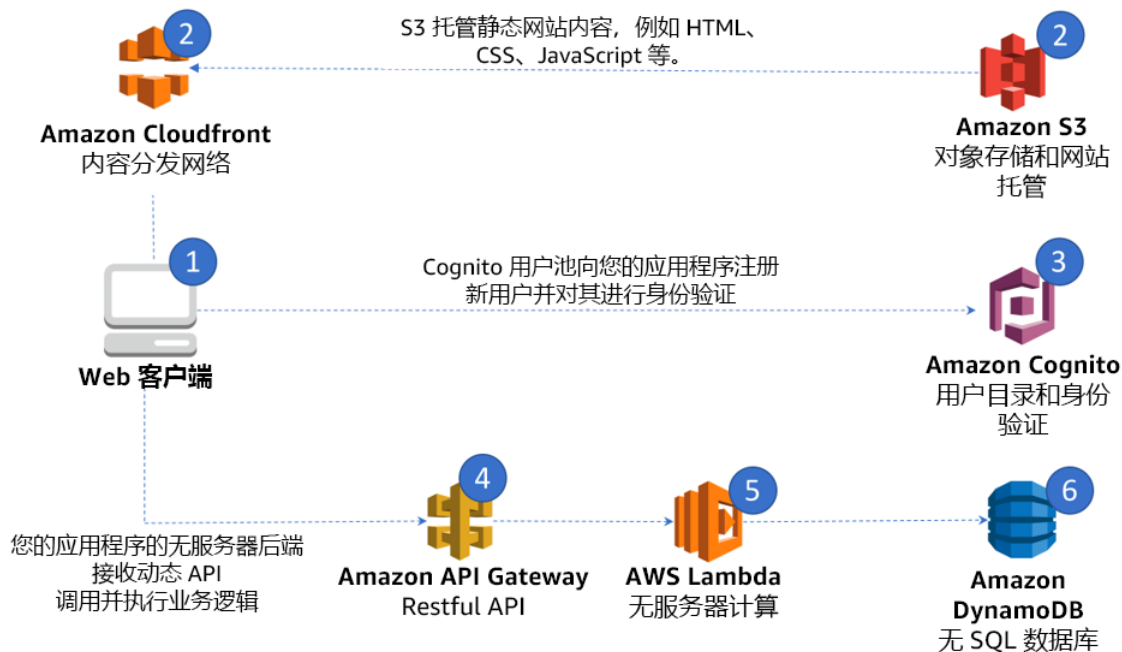 2
S3 托管静态网站内容，例如 HTML、
CSS、JavaScript 等。
2
Amazon Cloudfront
内容分发网络
Amazon S3
对象存储和网站
托管
1
Cognito 用户池向您的应用程序注册
新用户并对其进行身份验证
3
Web 客户端
Amazon Cognito
用户目录和身份
验证
您的应用程序的无服务器后端
接收动态 API
调用并执行业务逻辑
4
Amazon API Gateway
Restful API
5
AWS Lambda
无服务器计算
6
Amazon
DynamoDB
无 SQL 数据库